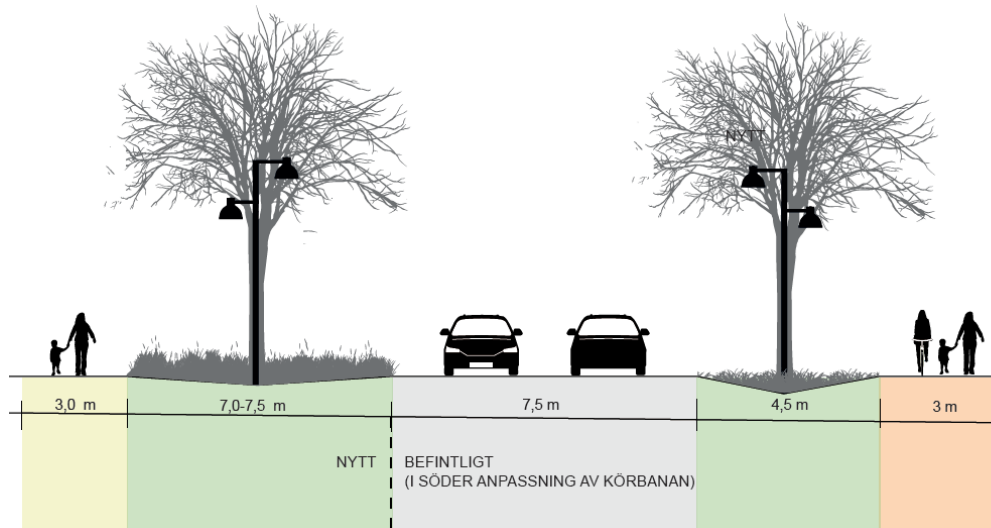 NYTT
3,0 m
7,0-7,5 m
7,5 m
4,5 m
3 m
NYTT
BEFINTLIGT
(I SÖDER ANPASSNING AV KÖRBANAN)